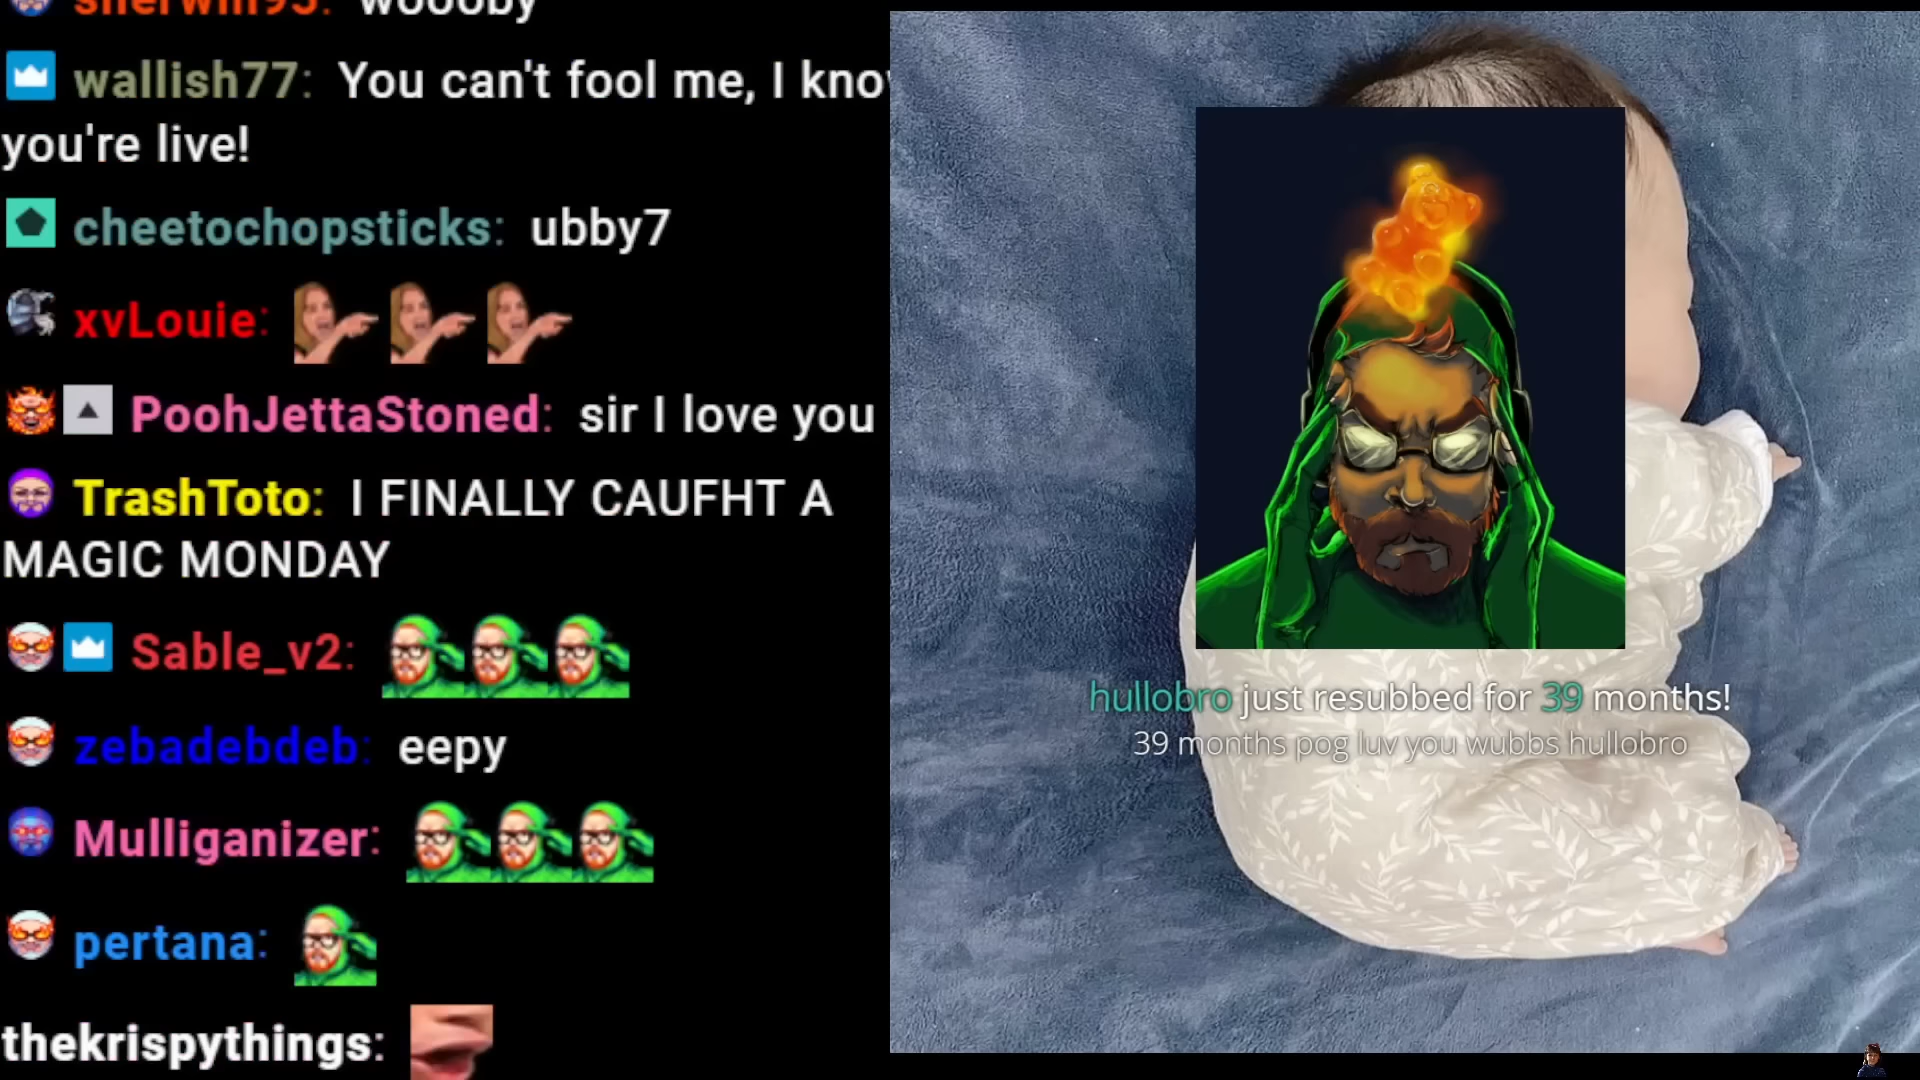 sherwin95: woooby
wallish77: You can't fool me, I kno
you're live!
cheetochopsticks: ubby7
xvLouie:
PoohJettaStoned: sir I love you
TrashToto: I FINALLY CAUFHT A
MAGIC MONDAY
Sable_v2:
zebadebdeb: eepy
Mulliganizer:
pertana:
thekrispythings:
hullobro just resubbed for 39 months!
39 months pog luv you wubbs hullobro